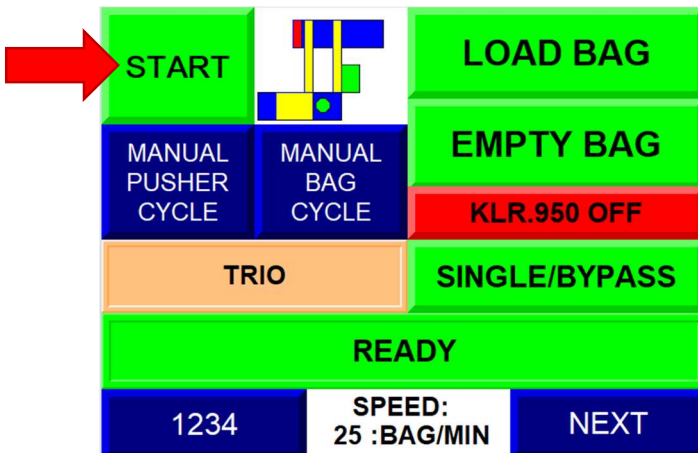 START
LOAD BAG
MANUAL
PUSHER
CYCLE
MANUAL
BAG
CYCLE
EMPTY BAG
KLR.950 OFF
TRIO
SINGLE/BYPASS
READY
1234
SPEED:
25 :BAG/MIN
NEXT